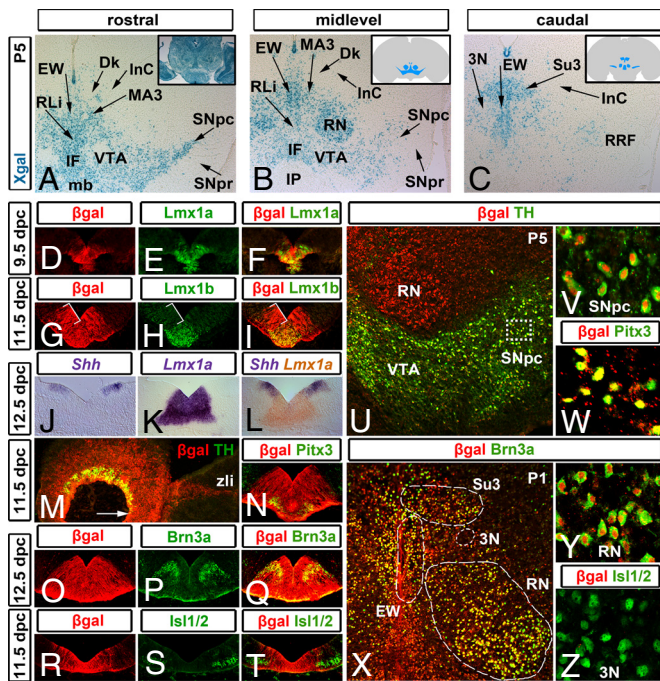 rostral
midlevel
caudal
P5
Xgal
EW
Dk
InC
MA3
RLi
SNpc
VTA
IF
mb
SNpr
A
MA3
EW
Dk
RLi
InC
RN
SNpc
IF
VTA
IP
SNpr
B
3N
EW
Su3
InC
RRF
C
9.5 dpc
βgal
Lmx1a
βgal Lmx1a
D
E
F
11.5 dpc
βgal
Lmx1b
βgal Lmx1b
G
H
I
12.5 dpc
Shh
Lmx1a
Shh Lmx1a
J
K
L
βgal TH
P5
RN
VTA
SNpc
U
V
SNpc
βgal Pitx3
W
11.5 dpc
βgal TH
zli
M
βgal Pitx3
N
12.5 dpc
βgal
Brn3a
βgal Brn3a
O
P
Q
11.5 dpc
βgal
Isl1/2
βgal Isl1/2
R
S
T
βgal Brn3a
P1
Su3
3N
EW
RN
X
Y
RN
βgal Isl1/2
3N
Z